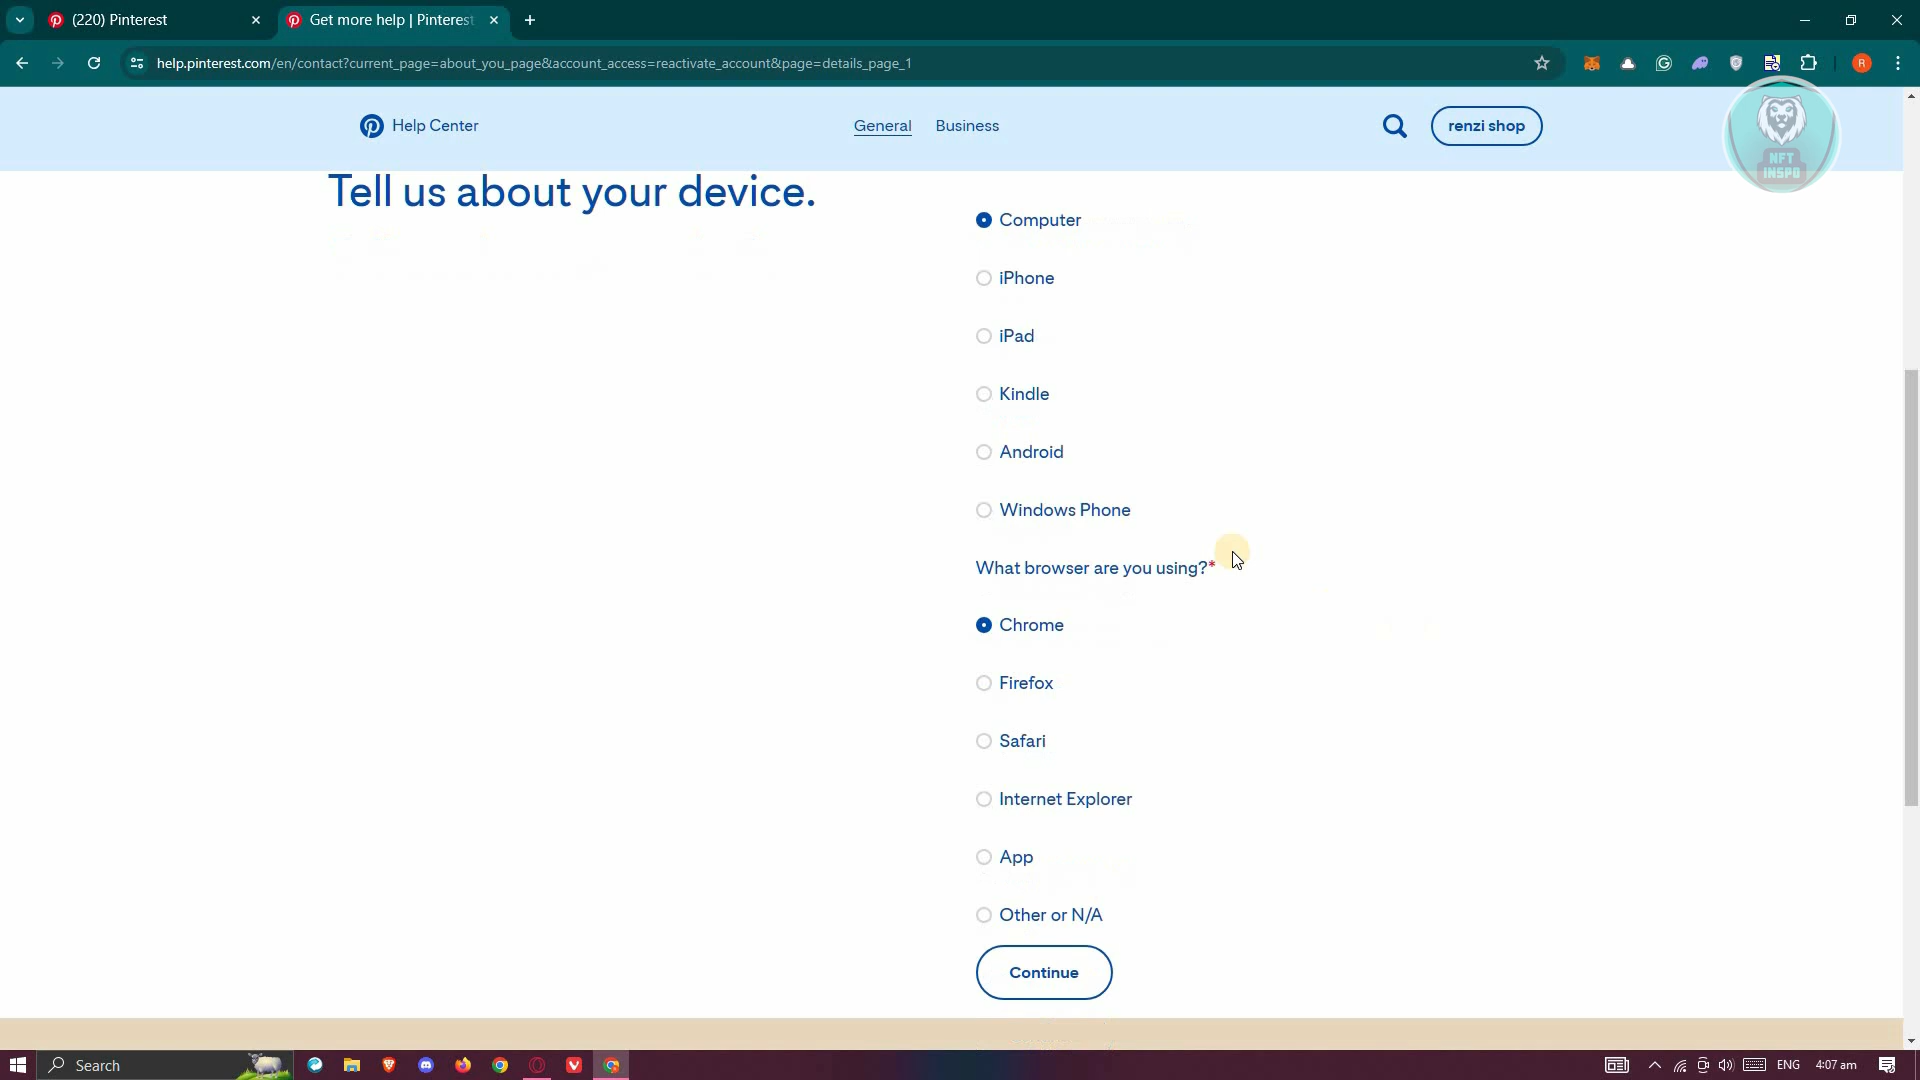 (220) Pinterest
Get more help | Pinterest
help.pinterest.com/en/contact?current_page=about_you_page&account_access=reactivate_account&page=details_page_1
R
Help Center
General
Business
renzi shop
NFT
INSPO
Tell us about your device.
Computer
iPhone
iPad
Kindle
Android
Windows Phone
What browser are you using?*
Chrome
Firefox
Safari
Internet Explorer
App
Other or N/A
Continue
Search
ENG
4:07 am